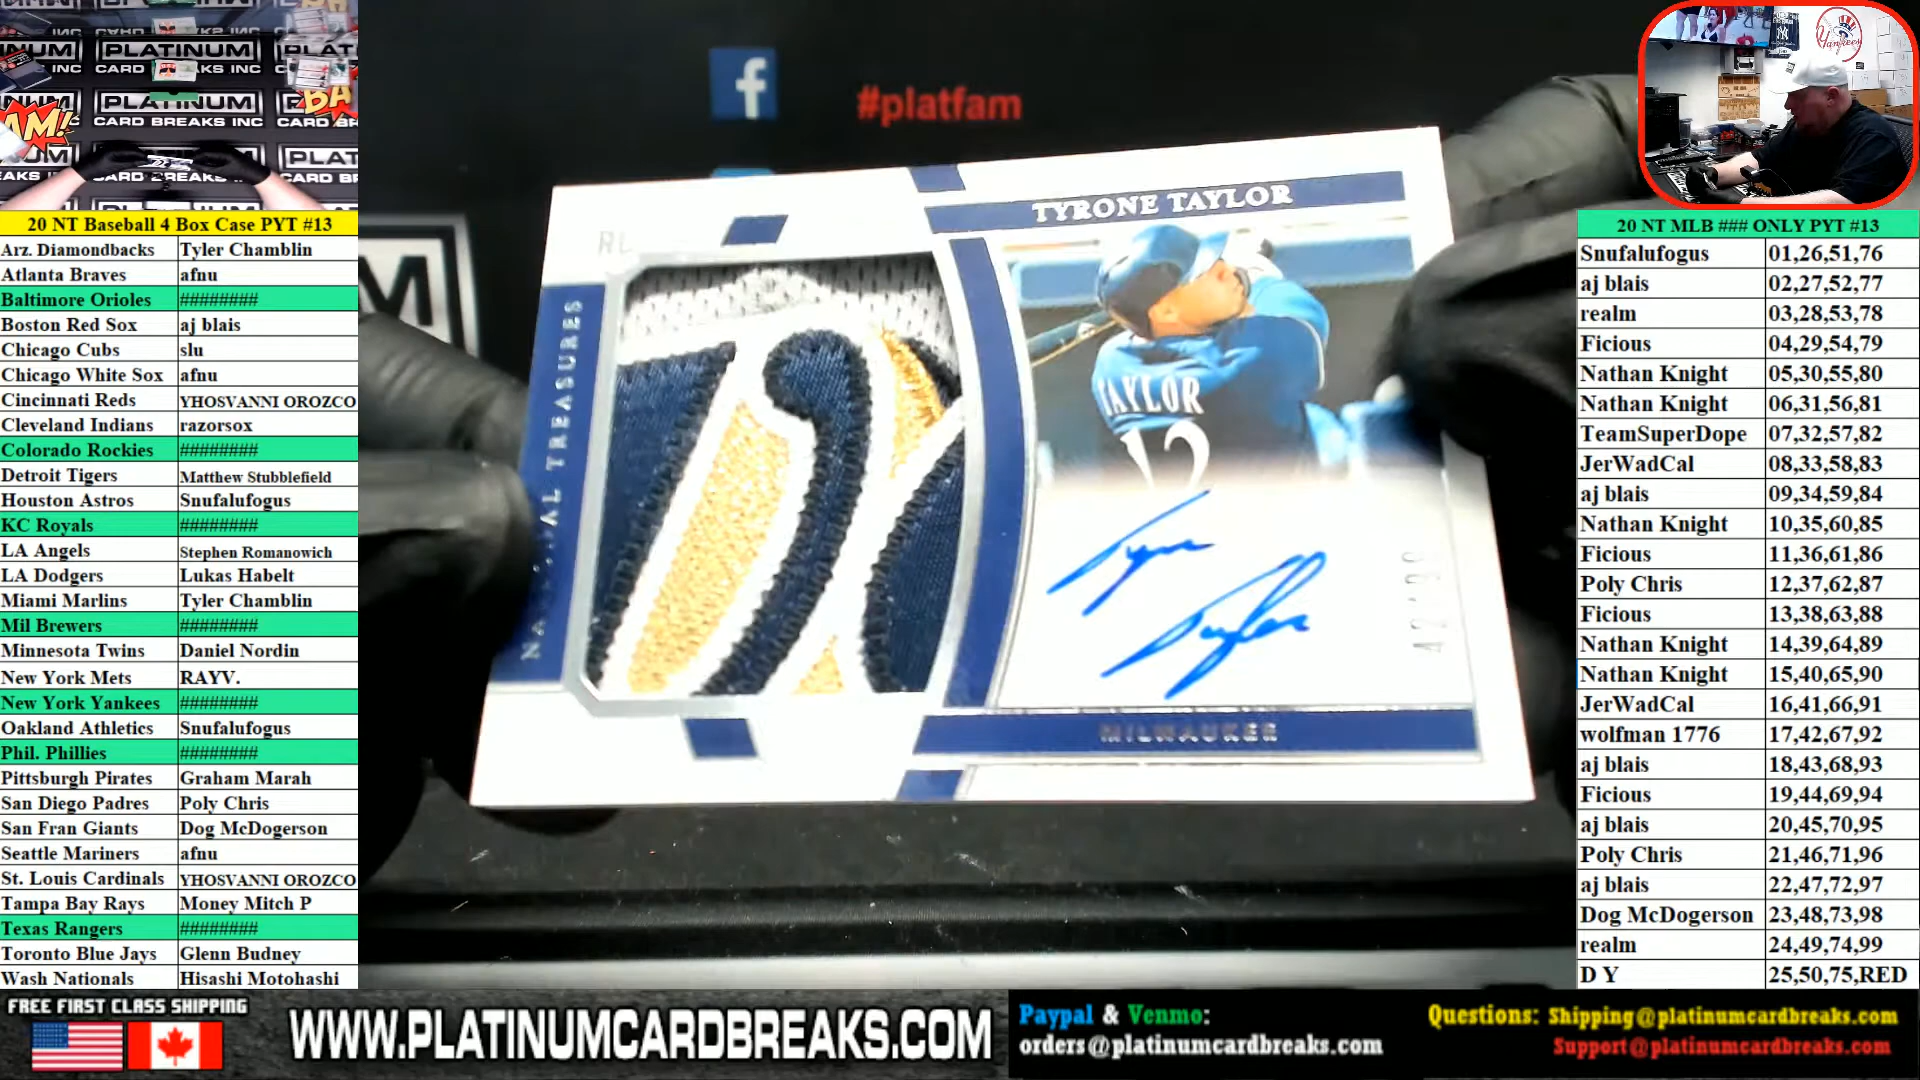 PLATINUM
CARD BREAKS INC
20 NT Baseball 4 Box Case PYT #13
Arz. Diamondbacks Tyler Chamblin
Atlanta Braves afnu
Baltimore Orioles ########
Boston Red Sox aj blais
Chicago Cubs slu
Chicago White Sox afnu
Cincinnati Reds YHOSVANNI OROZCO
Cleveland Indians razorsox
Colorado Rockies ########
Detroit Tigers Matthew Stubblefield
Houston Astros Snufalufogus
KC Royals ########
LA Angels Stephen Romanowich
LA Dodgers Lukas Habelt
Miami Marlins Tyler Chamblin
Mil Brewers ########
Minnesota Twins Daniel Nordin
New York Mets RAYV.
New York Yankees ########
Oakland Athletics Snufalufogus
Phil. Phillies ########
Pittsburgh Pirates Graham Marah
San Diego Padres Poly Chris
San Fran Giants Dog McDogerson
Seattle Mariners afnu
St. Louis Cardinals YHOSVANNI OROZCO
Tampa Bay Rays Money Mitch P
Texas Rangers ########
Toronto Blue Jays Glenn Budney
Wash Nationals Hisashi Motohashi
f
#platfam
TYRONE TAYLOR
NATIONAL TREASURES
TAYLOR
12
Tyrone Taylor
MILWAUKEE
Yankees
20 NT MLB ### ONLY PYT #13
Snufalufogus 01,26,51,76
aj blais 02,27,52,77
realm 03,28,53,78
Ficious 04,29,54,79
Nathan Knight 05,30,55,80
Nathan Knight 06,31,56,81
TeamSuperDope 07,32,57,82
JerWadCal 08,33,58,83
aj blais 09,34,59,84
Nathan Knight 10,35,60,85
Ficious 11,36,61,86
Poly Chris 12,37,62,87
Ficious 13,38,63,88
Nathan Knight 14,39,64,89
Nathan Knight 15,40,65,90
JerWadCal 16,41,66,91
wolfman 1776 17,42,67,92
aj blais 18,43,68,93
Ficious 19,44,69,94
aj blais 20,45,70,95
Poly Chris 21,46,71,96
aj blais 22,47,72,97
Dog McDogerson 23,48,73,98
realm 24,49,74,99
D Y 25,50,75,RED
FREE FIRST CLASS SHIPPING
WWW.PLATINUMCARDBREAKS.COM
Paypal & Venmo:
orders@platinumcardbreaks.com
Questions: Shipping@platinumcardbreaks.com
Support@platinumcardbreaks.com